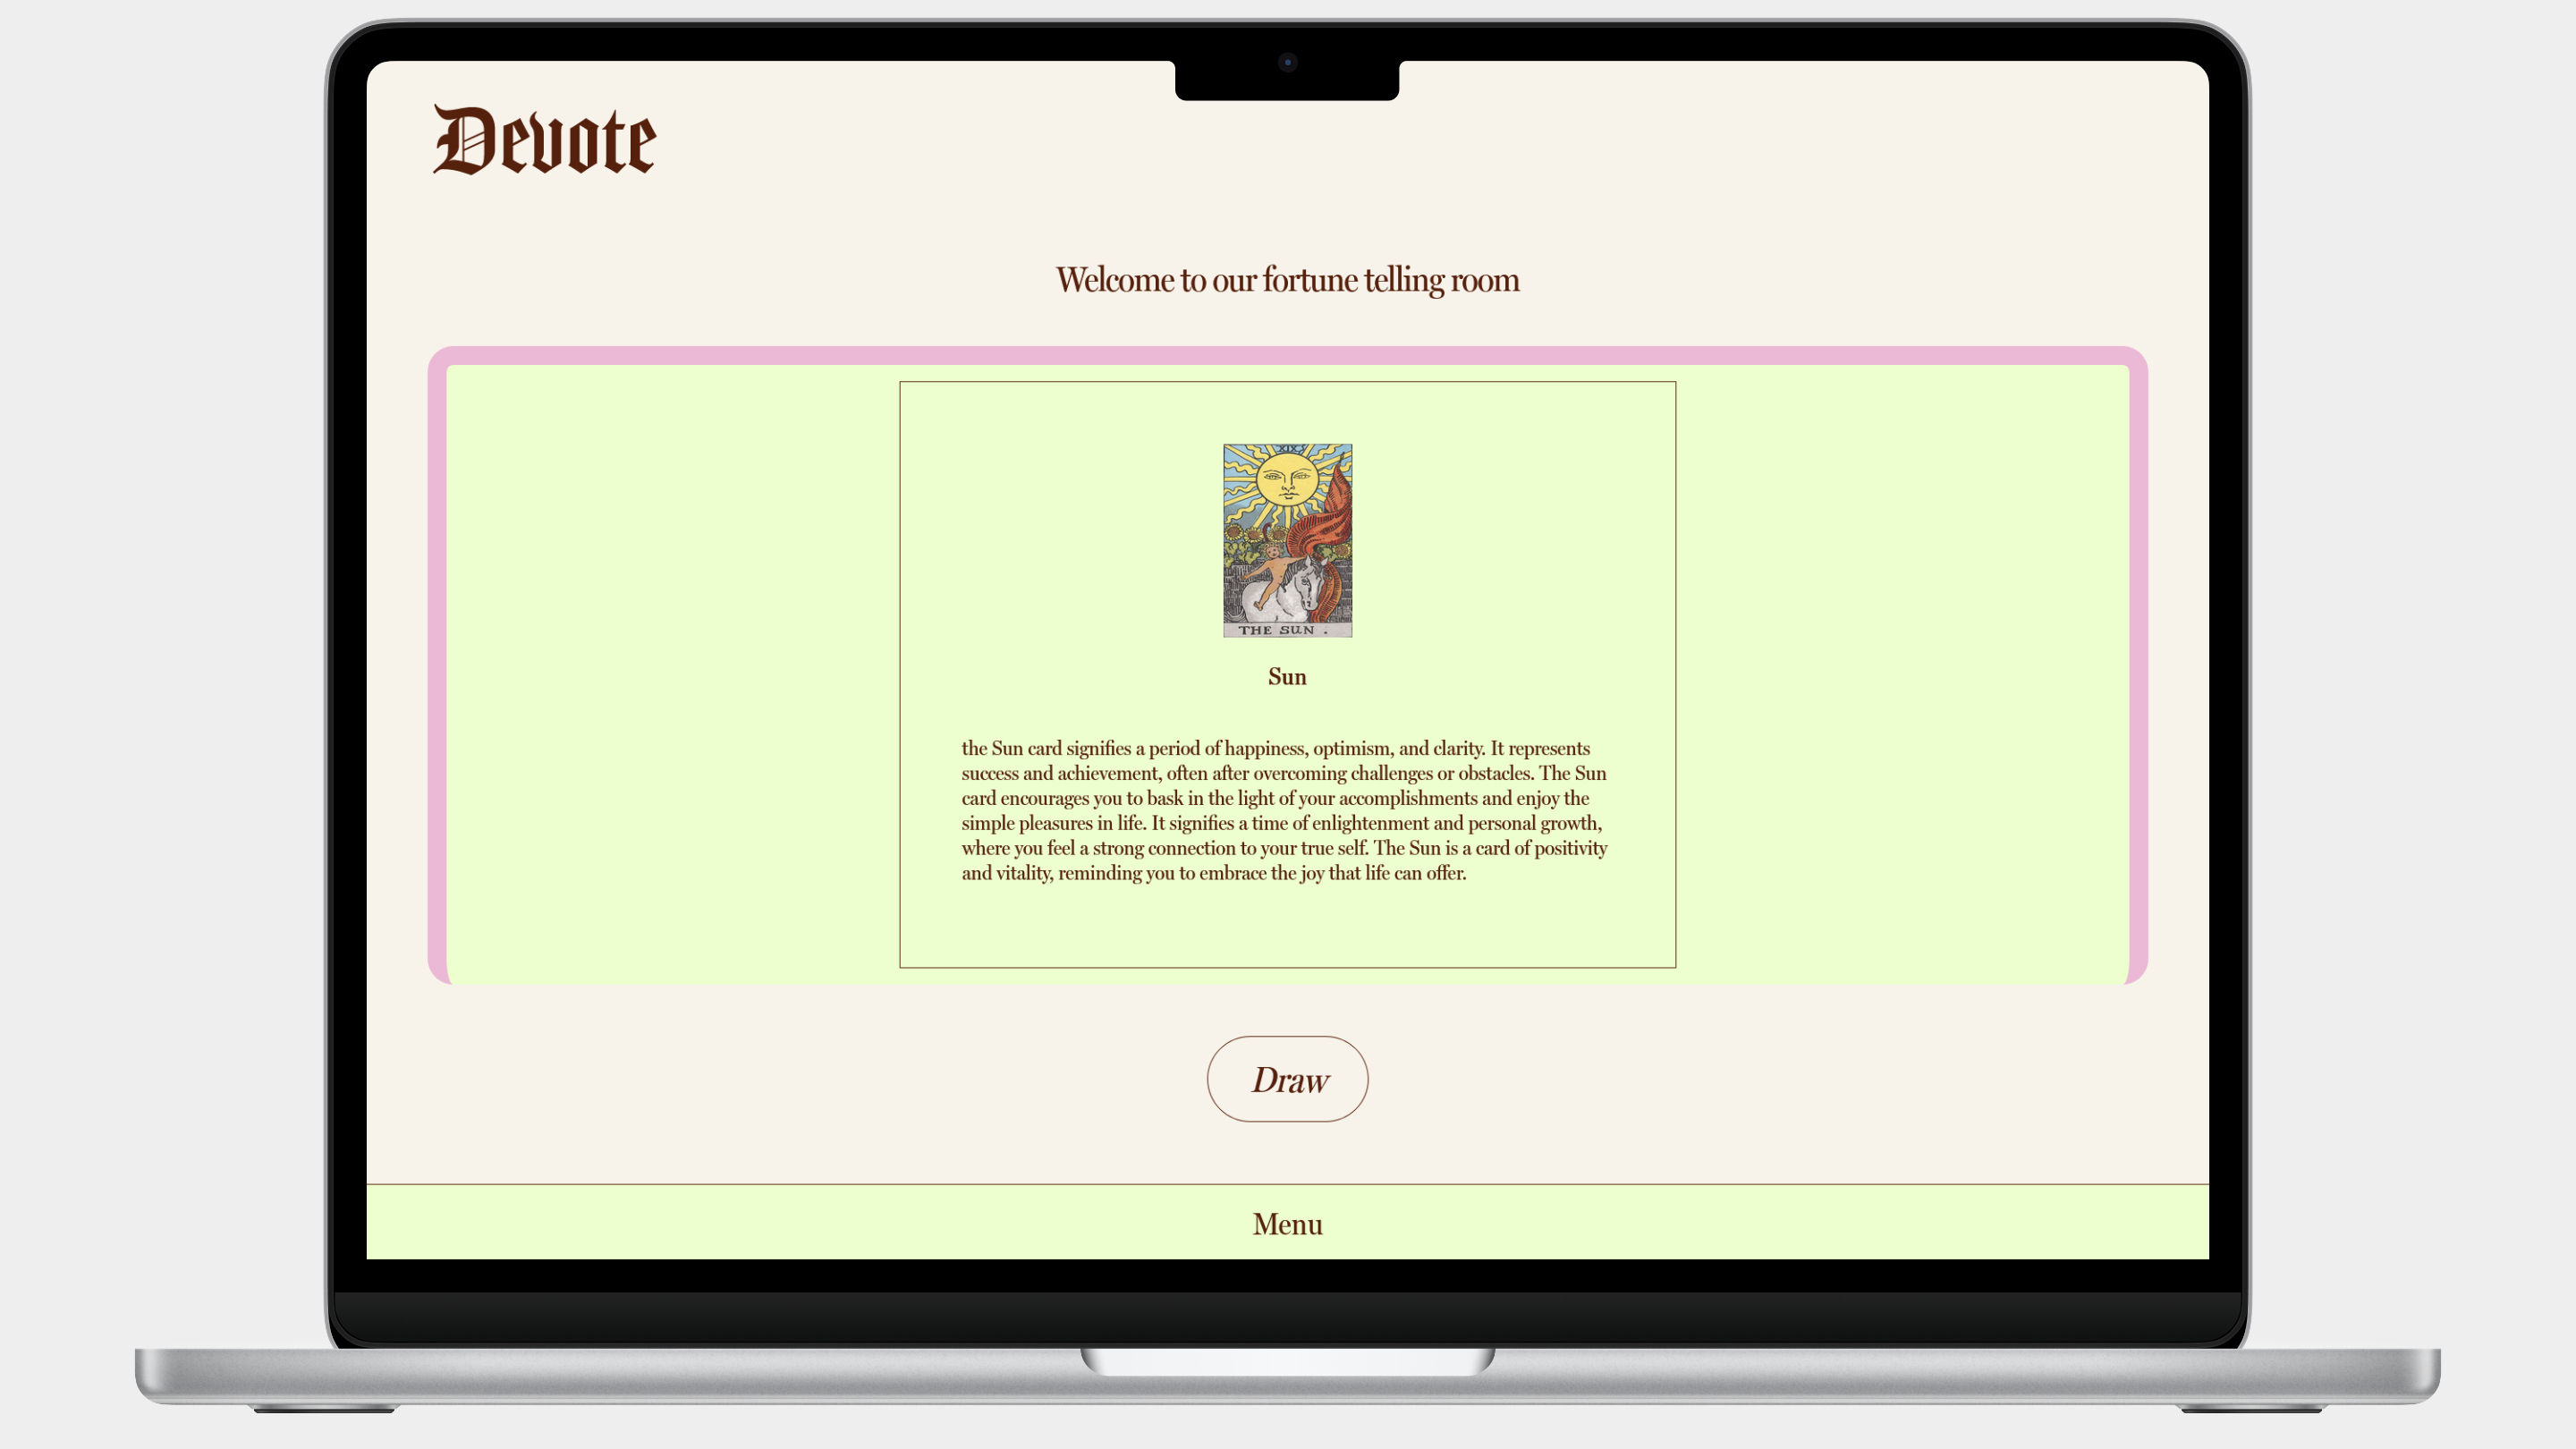 Devote
Welcome to our fortune telling room
XIX
THE SUN .
Sun
the Sun card signifies a period of happiness, optimism, and clarity. It represents
success and achievement, often after overcoming challenges or obstacles. The Sun
card encourages you to bask in the light of your accomplishments and enjoy the
simple pleasures in life. It signifies a time of enlightenment and personal growth,
where you feel a strong connection to your true self. The Sun is a card of positivity
and vitality, reminding you to embrace the joy that life can offer.
Draw
Menu